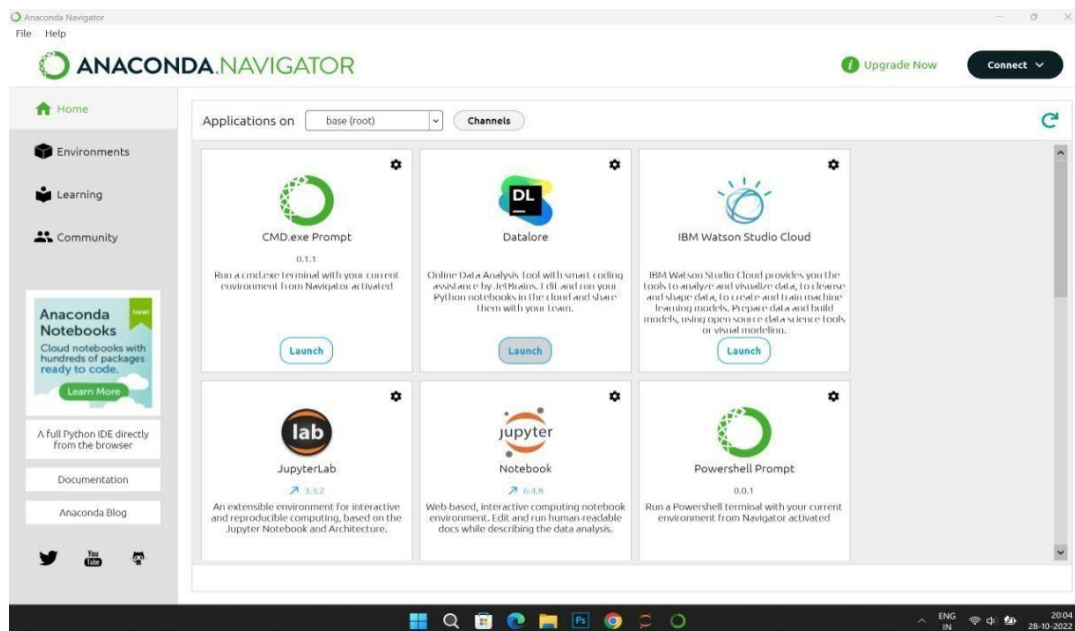 Anaconda Navigator
File Help
ANACONDA.NAVIGATOR
Upgrade Now
Connect
Home
Environments
Learning
Community
Anaconda Notebooks
New!
Cloud notebooks with
hundreds of packages
ready to code.
Learn More
A full Python IDE directly
from the browser
Documentation
Anaconda Blog
You
Tube
Applications on base (root) Channels
CMD.exe Prompt
0.1.1
Run a cmd.exe terminal with your current
environment from Navigator activated
Launch
DL
Datalore
Online Data Analysis Tool with smart coding
assistance by JetBrains. Edit and run your
Python notebooks in the cloud and share
them with your team.
Launch
IBM Watson Studio Cloud
IBM Watson Studio Cloud provides you the
tools to analyze and visualize data, to cleanse
and shape data, to create and train machine
learning models. Prepare data and build
models, using open source data science tools
or visual modeling.
Launch
lab
JupyterLab
3.3.2
An extensible environment for interactive
and reproducible computing, based on the
Jupyter Notebook and Architecture.
jupyter
Notebook
6.4.8
Web-based, interactive computing notebook
environment. Edit and run human-readable
docs while describing the data analysis.
Powershell Prompt
0.0.1
Run a Powershell terminal with your current
environment from Navigator activated
Ps
ENG
IN
20:04
28-10-2022